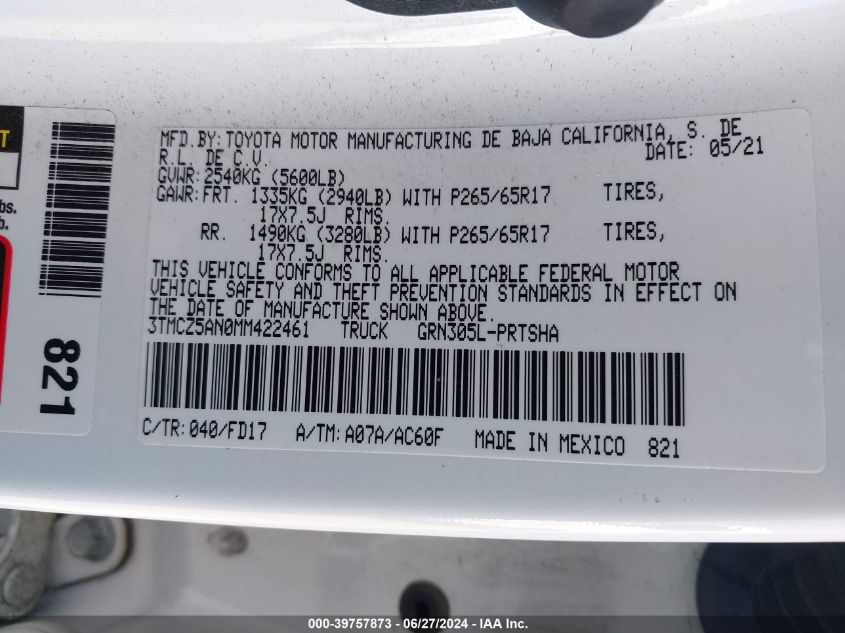 T
bs.
b.
821
MFD.BY:TOYOTA MOTOR MANUFACTURING DE BAJA CALIFORNIA, S. DE
R.L. DE C.V. DATE: 05/21
GVWR:2540KG (5600LB)
GAWR:FRT. 1335KG (2940LB) WITH P265/65R17 TIRES,
17X7.5J RIMS.
RR. 1490KG (3280LB) WITH P265/65R17 TIRES,
17X7.5J RIMS.
THIS VEHICLE CONFORMS TO ALL APPLICABLE FEDERAL MOTOR
VEHICLE SAFETY AND THEFT PREVENTION STANDARDS IN EFFECT ON
THE DATE OF MANUFACTURE SHOWN ABOVE.
3TMCZ5AN0MM422461 TRUCK GRN305L-PRTSHA
C/TR:040/FD17 A/TM:A07A/AC60F MADE IN MEXICO 821
000-39757873 - 06/27/2024 - IAAI Inc.